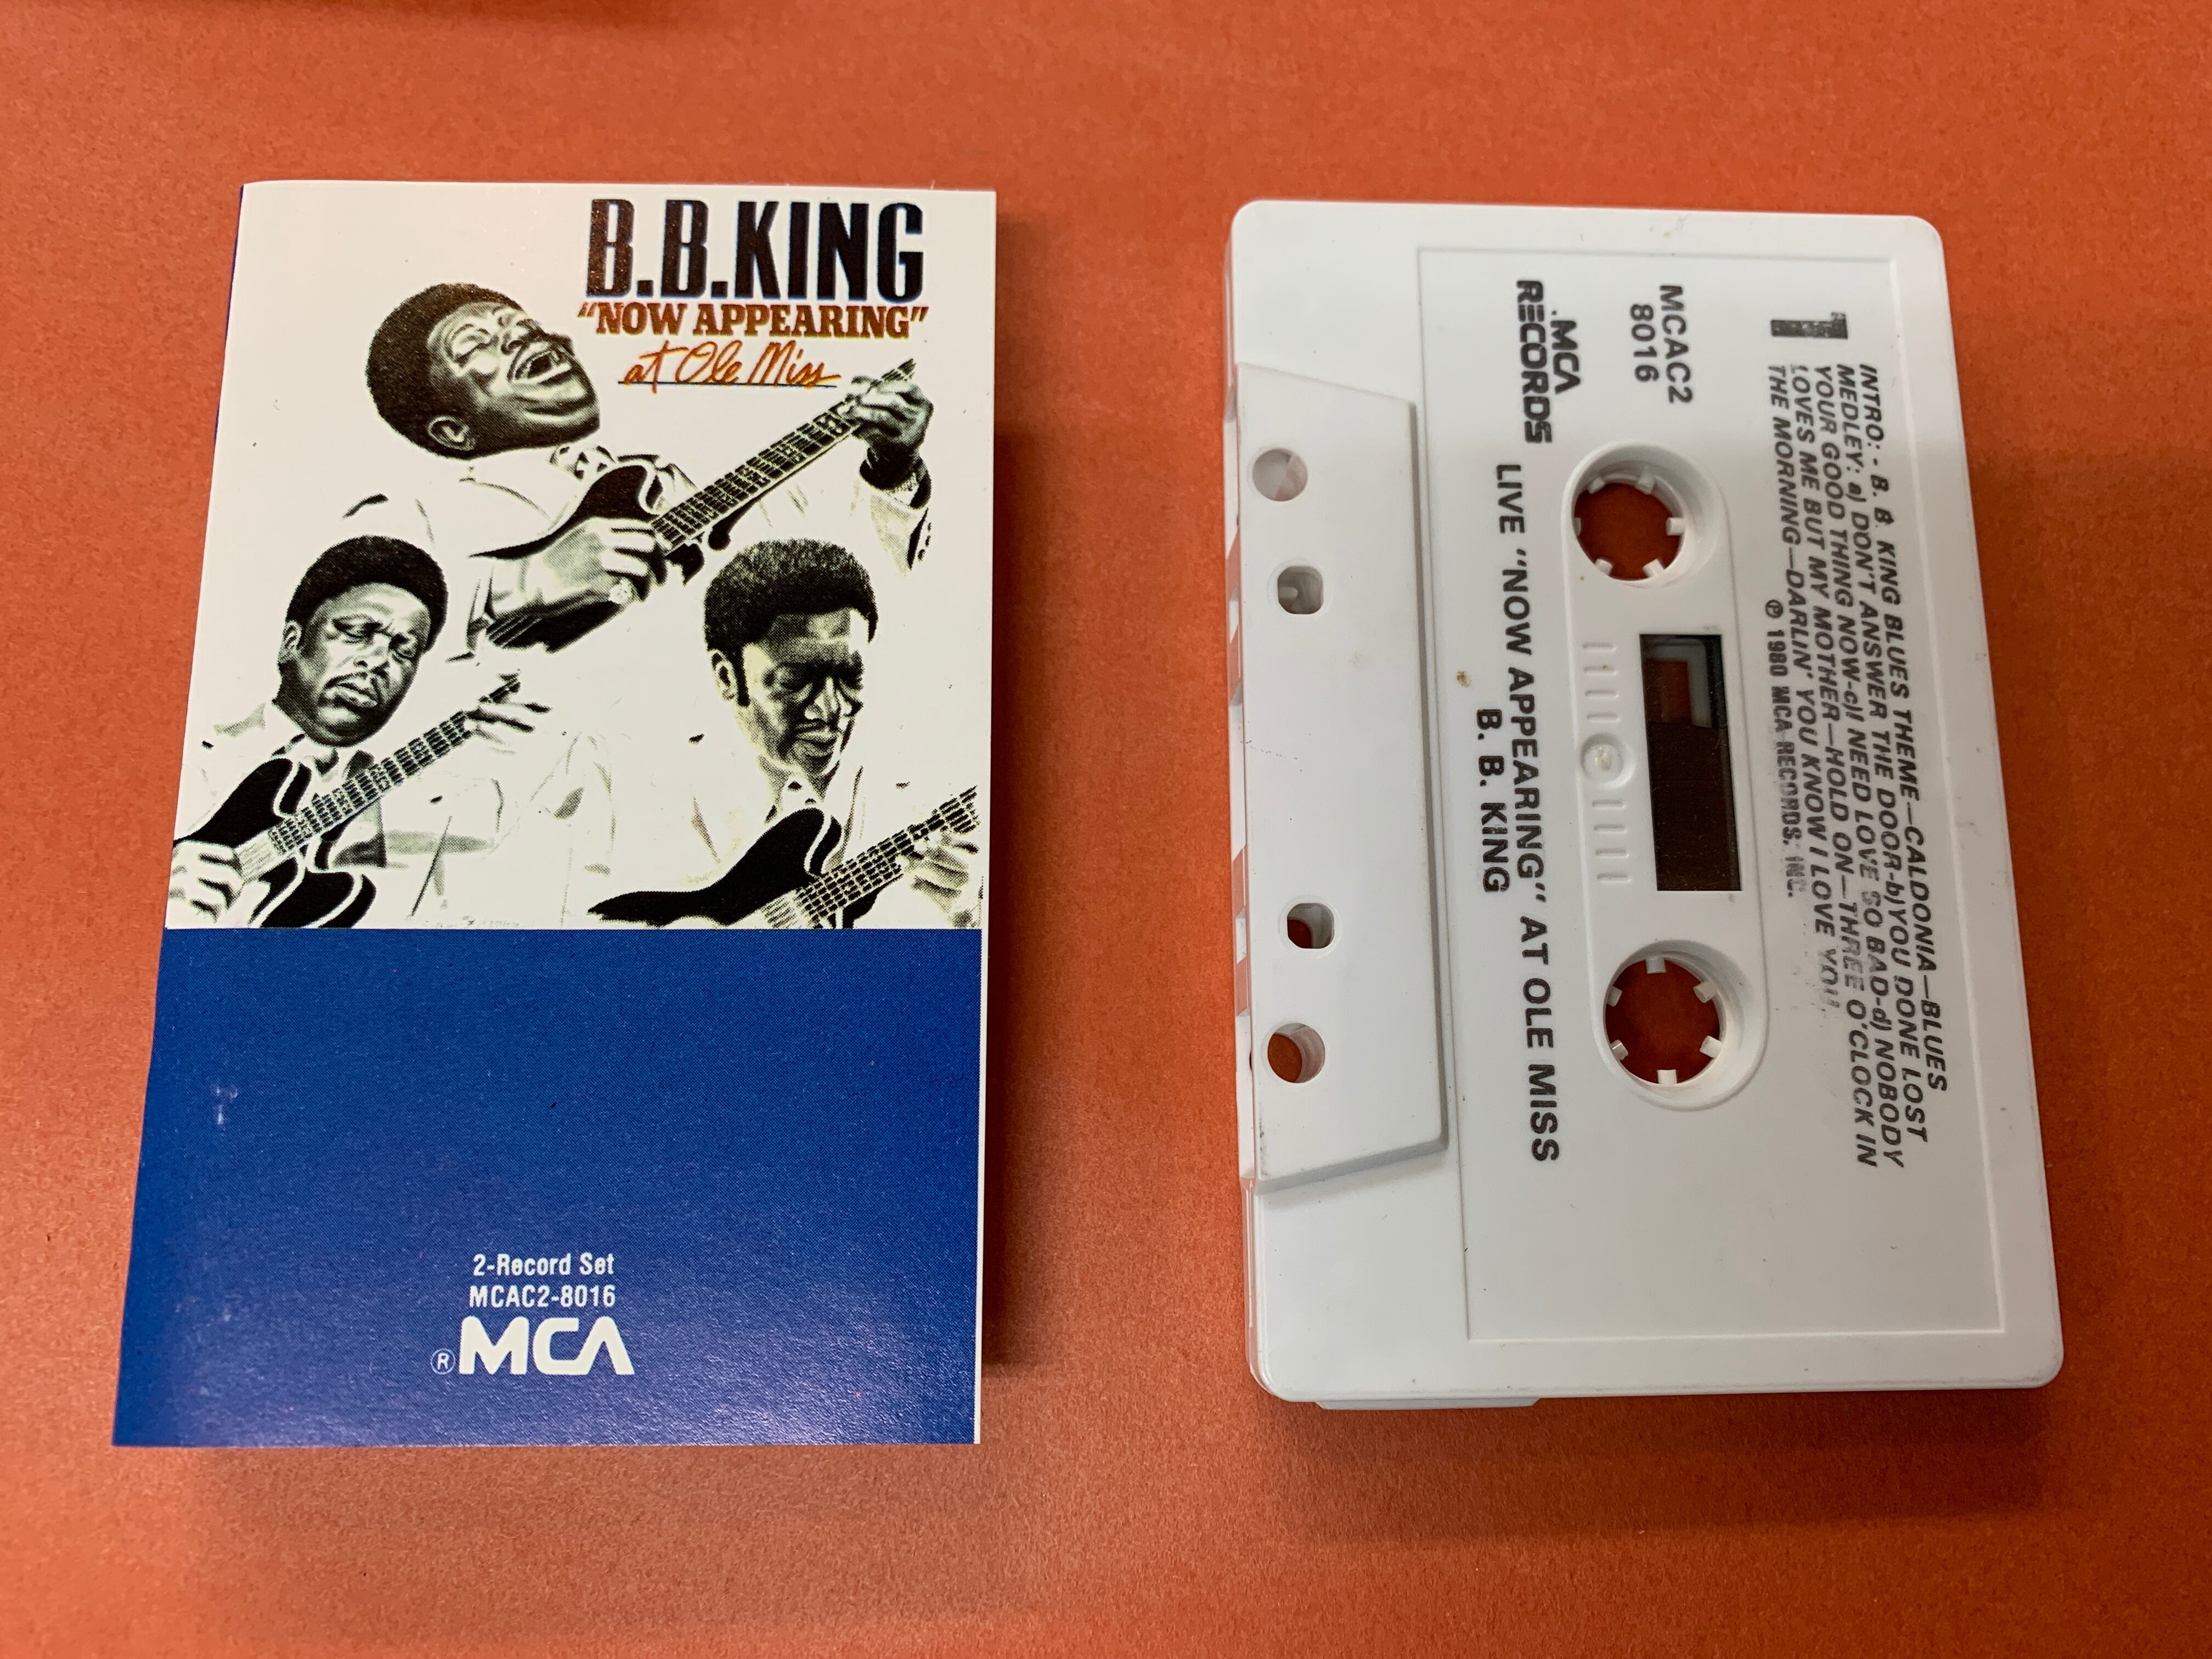 B.B.KING
"NOW APPEARING"
at Ole Miss
2-Record Set
MCAC2-8016
®MCA
1
INTRO: - B. B. KING BLUES THEME—CALDONIA—BLUES
MEDLEY: a) DON'T ANSWER THE DOOR-b)YOU DONE LOST
YOUR GOOD THING NOW-c)I NEED LOVE SO BAD-d) NOBODY
LOVES ME BUT MY MOTHER—HOLD ON—THREE O'CLOCK IN
THE MORNING—DARLIN' YOU KNOW I LOVE YOU
℗ 1980 MCA RECORDS, INC.
MCAC2
8016
MCA
RECORDS
LIVE "NOW APPEARING" AT OLE MISS
B. B. KING